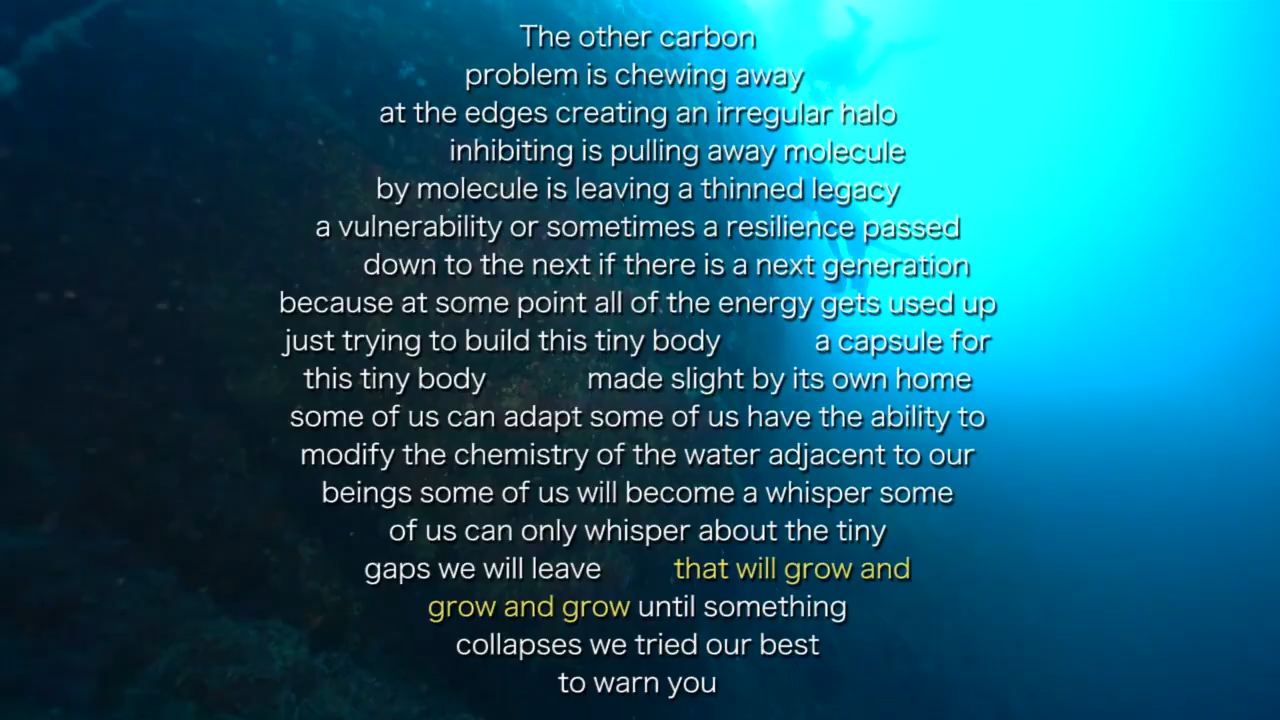 The other carbon
problem is chewing away
at the edges creating an irregular halo
inhibiting is pulling away molecule
by molecule is leaving a thinned legacy
a vulnerability or sometimes a resilience passed
down to the next if there is a next generation
because at some point all of the energy gets used up
just trying to build this tiny body a capsule for
this tiny body made slight by its own home
some of us can adapt some of us have the ability to
modify the chemistry of the water adjacent to our
beings some of us will become a whisper some
of us can only whisper about the tiny
gaps we will leave that will grow and
grow and grow until something
collapses we tried our best
to warn you